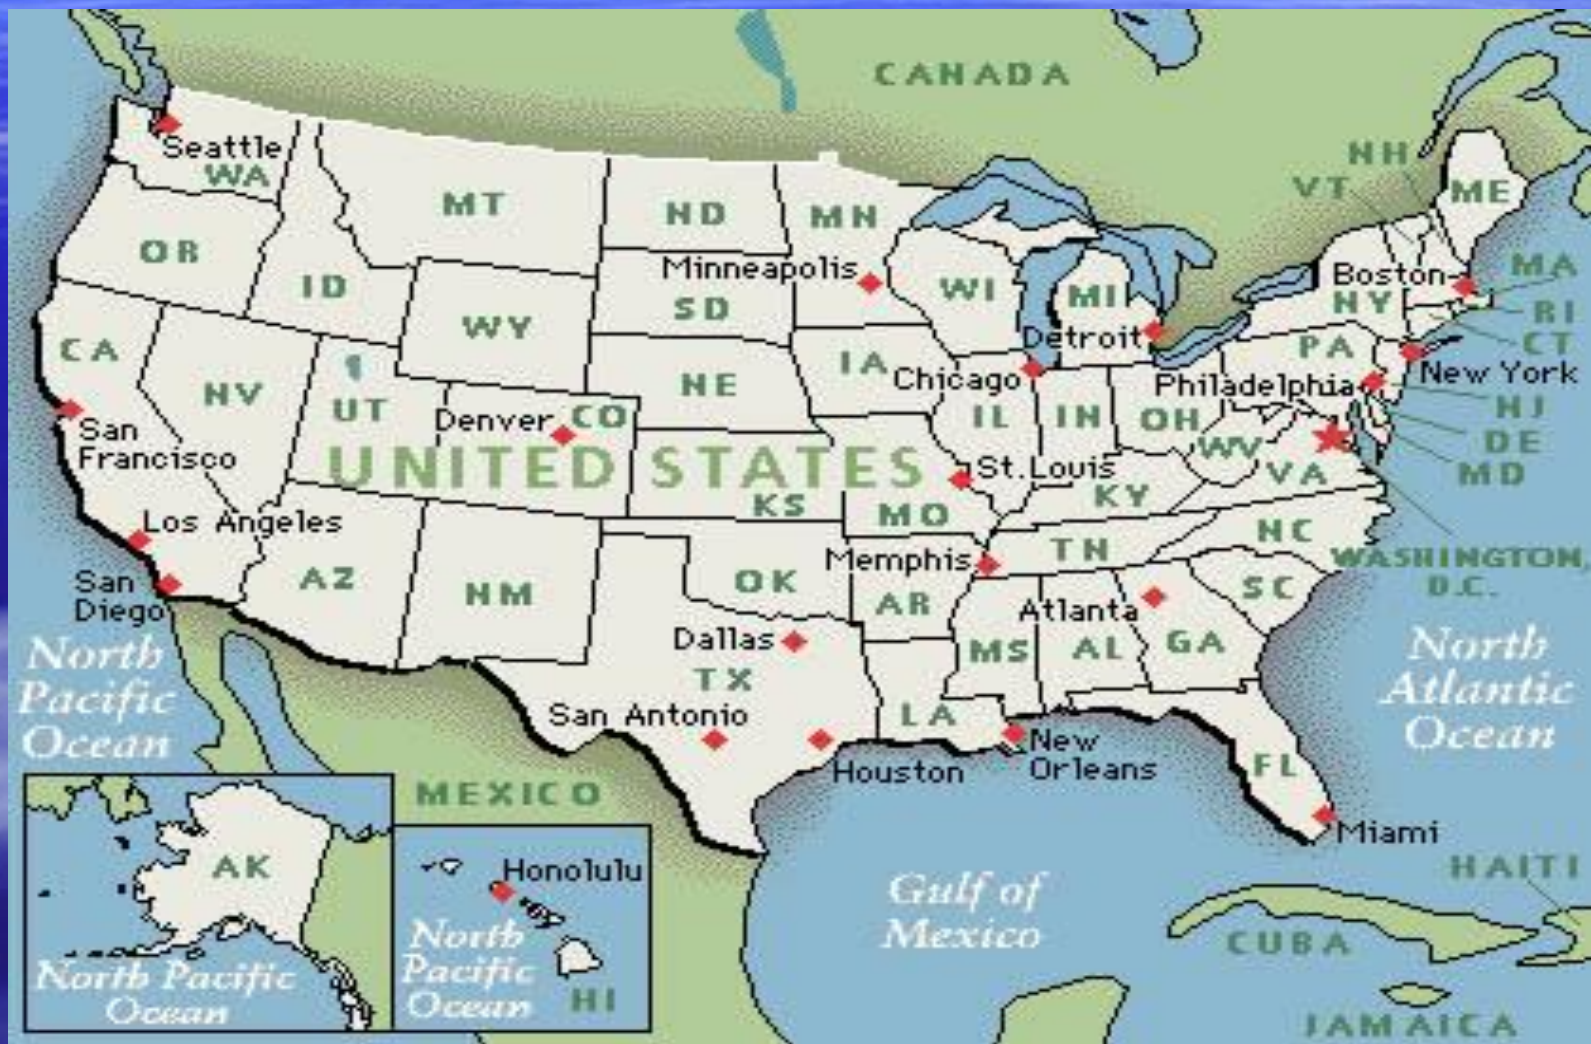 CANADA
NH
VT
ME
Seattle
WA
MT
ND
MN
OR
Minneapolis
WI
MI
Boston
MA
ID
SD
NY
RI
WY
Detroit
CT
CA
IA
Chicago
PA
New York
NV
UT
NE
Philadelphia
NJ
Denver
CO
IL
IN
OH
DE
San
Francisco
WV
MD
UNITED STATES
St.Louis
VA
KS
MO
KY
Los Angeles
NC
WASHINGTON,
D.C.
San
Diego
AZ
NM
OK
Memphis
TN
AR
Atlanta
SC
Dallas
MS
AL
GA
TX
North
Pacific
Ocean
North
Atlantic
Ocean
San Antonio
LA
Houston
New
Orleans
FL
MEXICO
Miami
AK
Honolulu
HAITI
Gulf of
Mexico
CUBA
North Pacific
Ocean
North
Pacific
Ocean
HI
JAMAICA